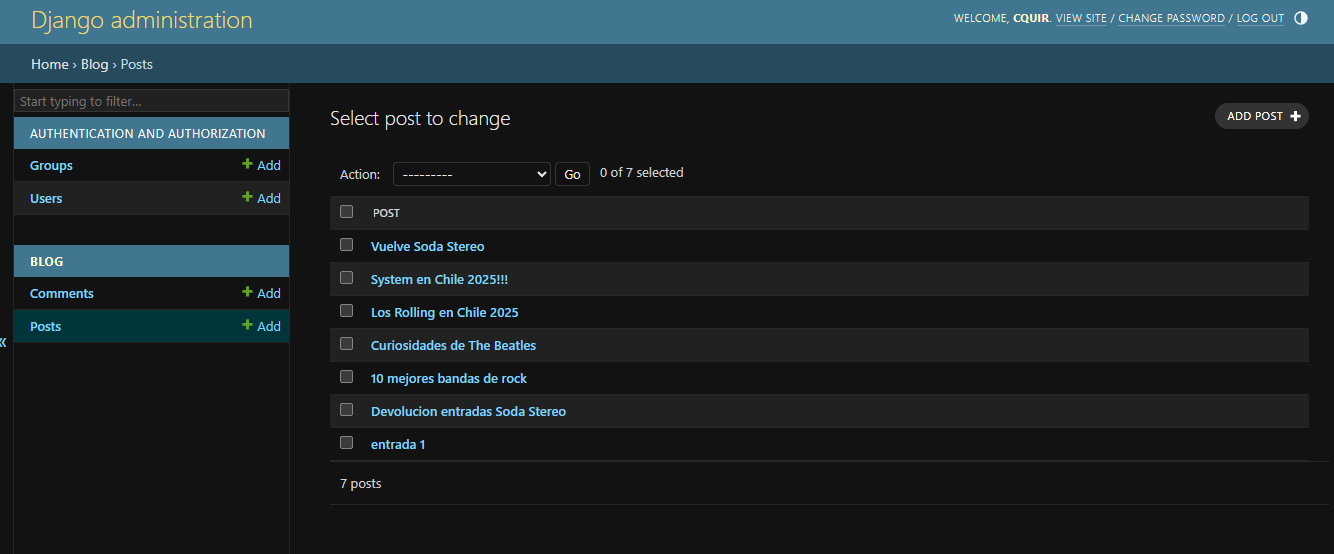 Django administration
WELCOME, CQUIR. VIEW SITE / CHANGE PASSWORD / LOG OUT
Home › Blog › Posts
Start typing to filter...
AUTHENTICATION AND AUTHORIZATION
Groups + Add
Users + Add
BLOG
Comments + Add
Posts + Add
«
Select post to change
ADD POST +
Action: --------- Go 0 of 7 selected
POST
Vuelve Soda Stereo
System en Chile 2025!!!
Los Rolling en Chile 2025
Curiosidades de The Beatles
10 mejores bandas de rock
Devolucion entradas Soda Stereo
entrada 1
7 posts